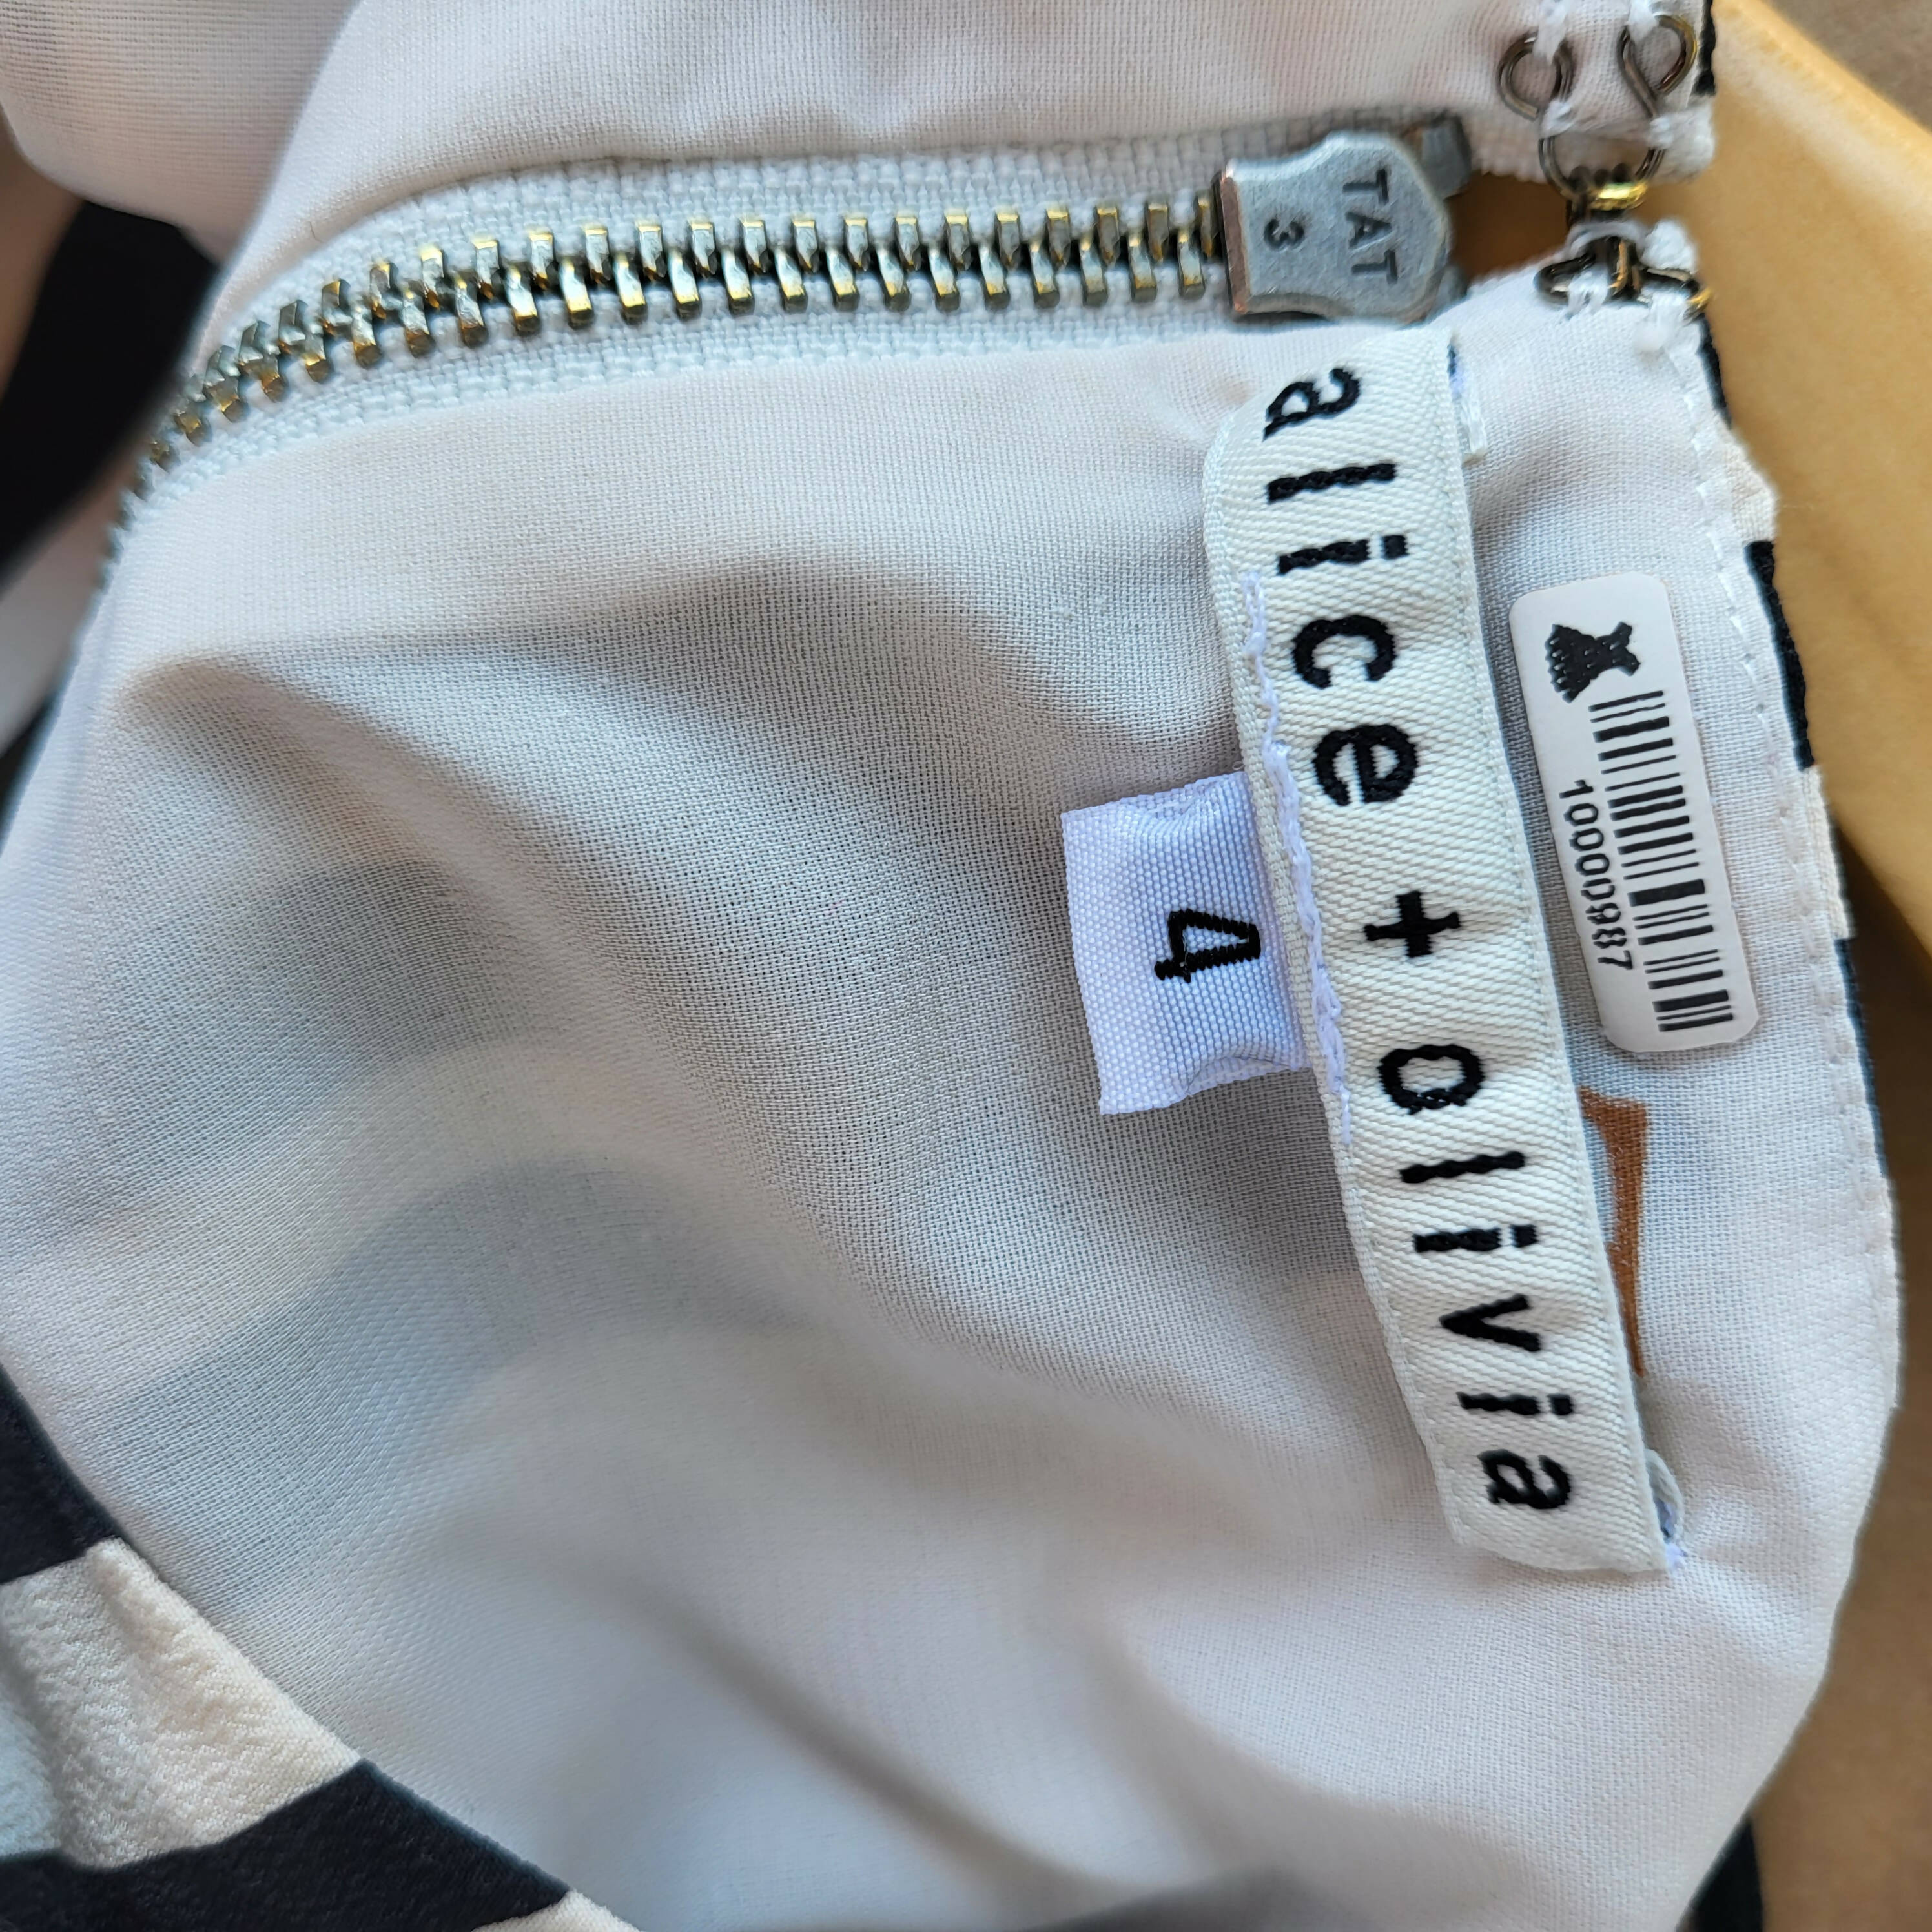 TAT
3
alice + olivia
4
10000987